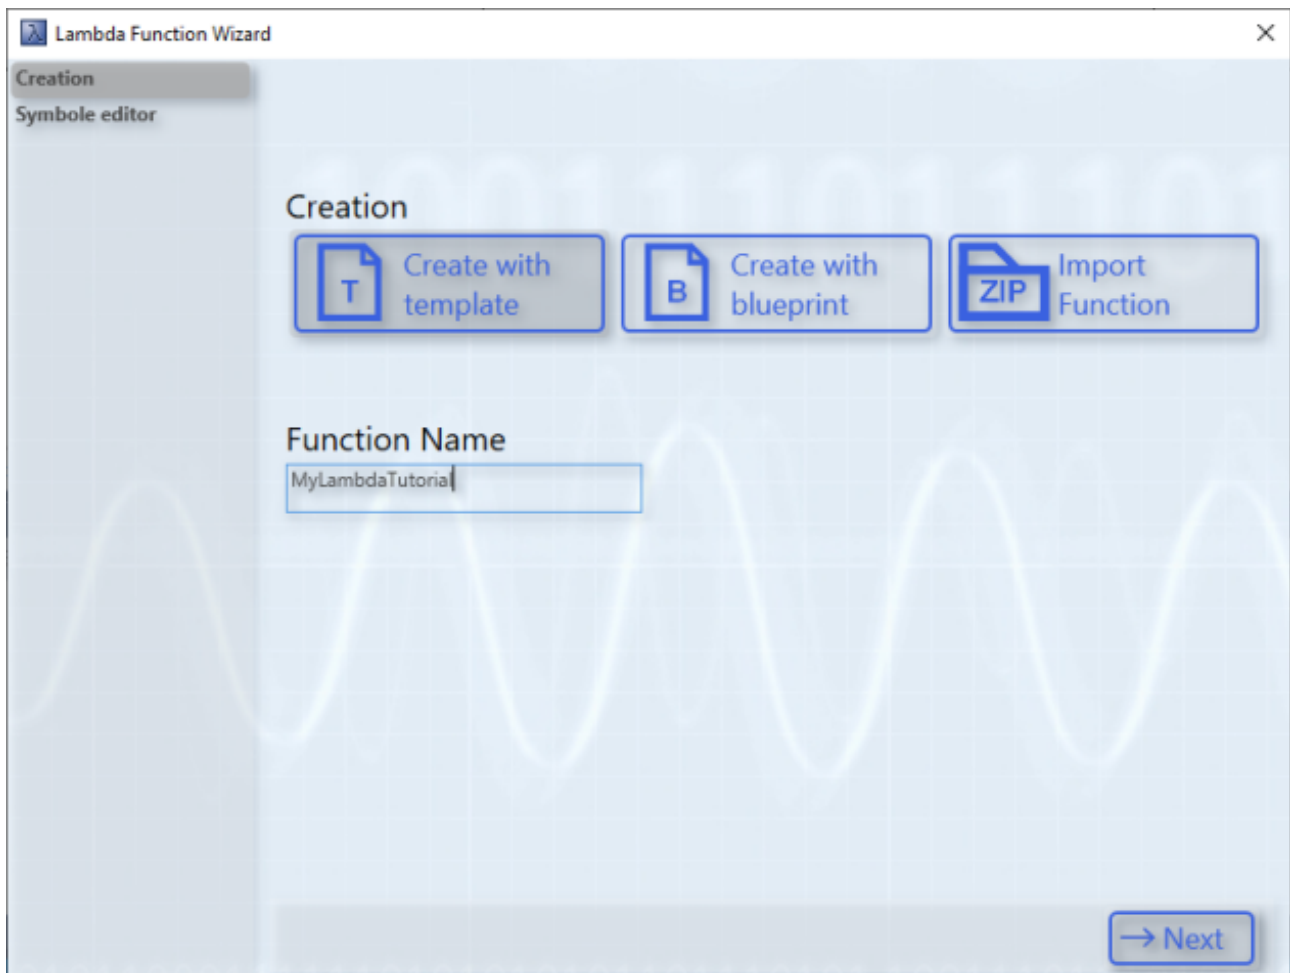 Lambda Function Wizard
Creation
Symbole editor
1001110111101
Creation
T
Create with
template
B
Create with
blueprint
ZIP
Import
Function
Function Name
MyLambdaTutorial
Next